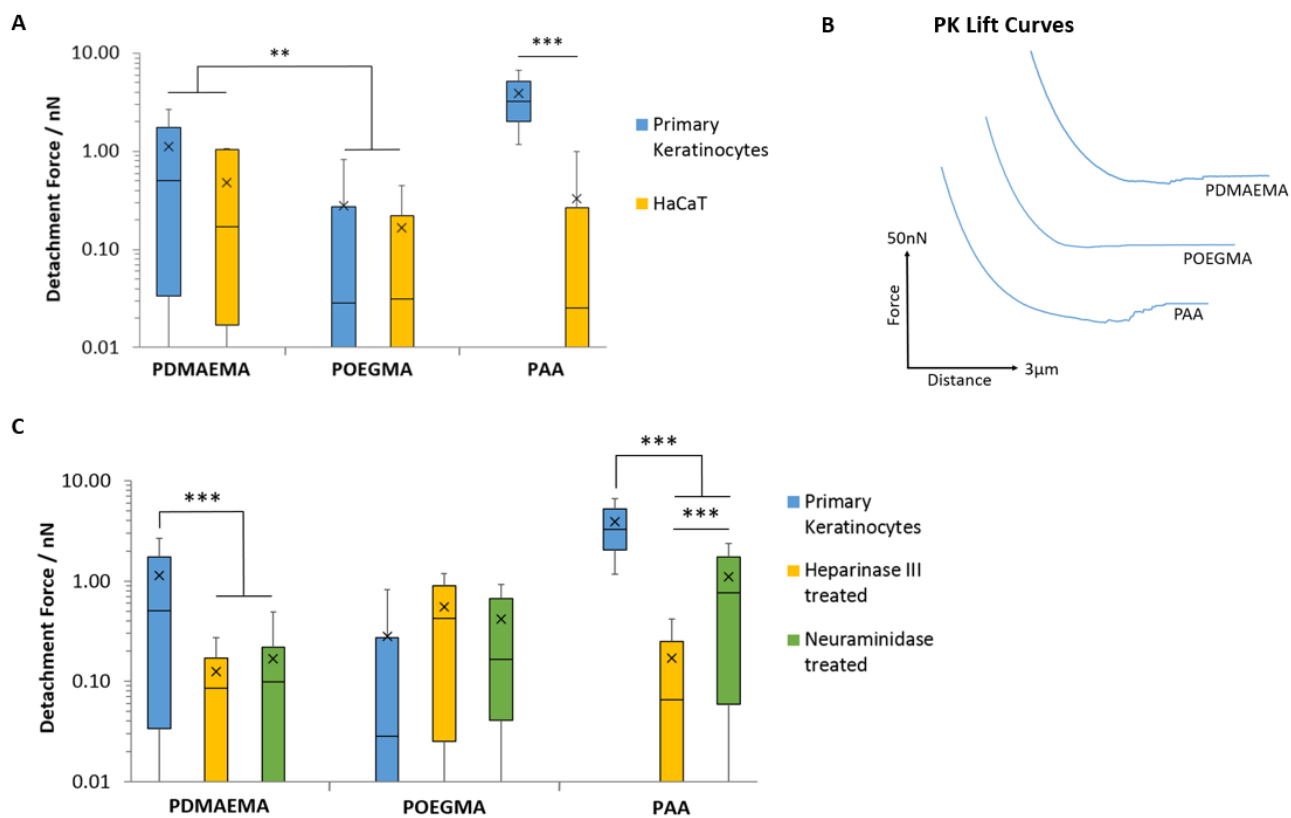 A
Detachment Force / nN
10.00
1.00
0.10
0.01
**
***
PDMAEMA
POEGMA
PAA
Primary
Keratinocytes
HaCaT
B
PK Lift Curves
PDMAEMA
POEGMA
PAA
50nN
Force
Distance
3µm
C
Detachment Force / nN
10.00
1.00
0.10
0.01
***
***
***
PDMAEMA
POEGMA
PAA
Primary
Keratinocytes
Heparinase III
treated
Neuraminidase
treated